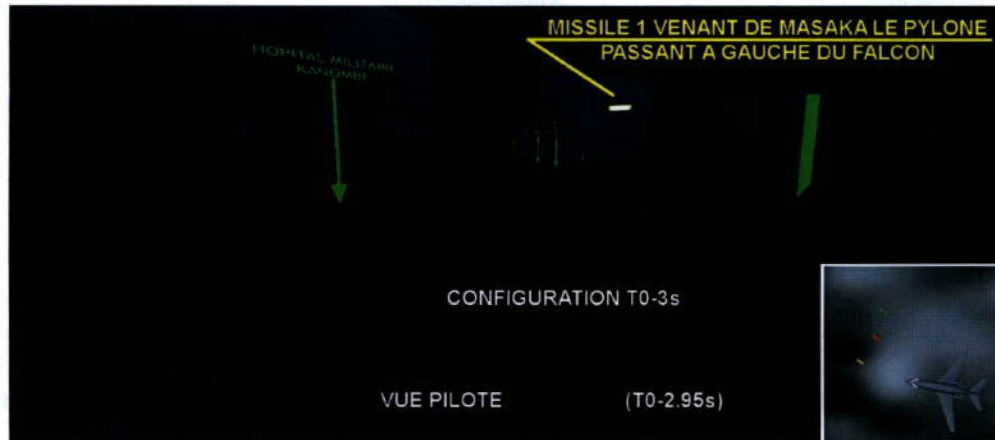 MISSILE 1 VENANT DE MASAKA LE PYLONE
PASSANT A GAUCHE DU FALCON
HOPITAL MILITAIRE
KANOMBE
CONFIGURATION T0-3s
VUE PILOTE (T0-2.95s)